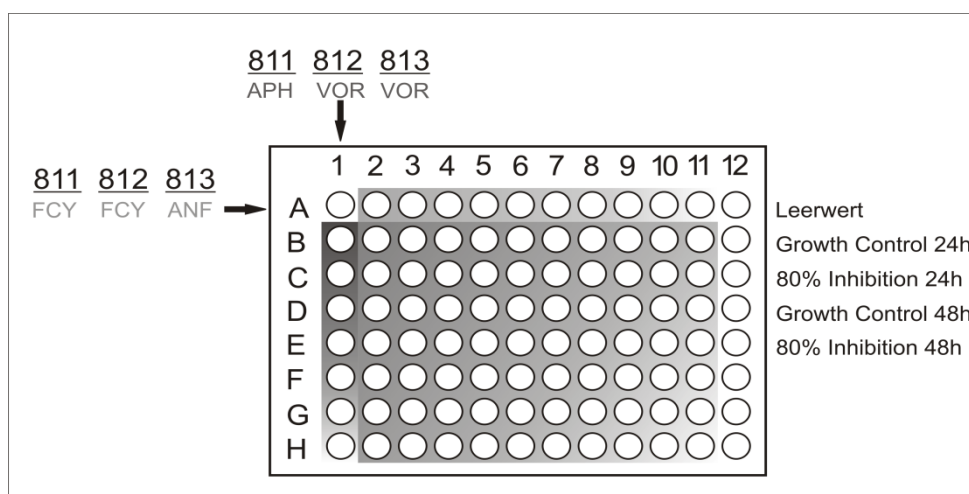 811 812 813
APH VOR VOR
811 812 813
FCY FCY ANF
1 2 3 4 5 6 7 8 9 10 11 12
A Leerwert
B Growth Control 24h
C 80% Inhibition 24h
D Growth Control 48h
E 80% Inhibition 48h
F
G
H